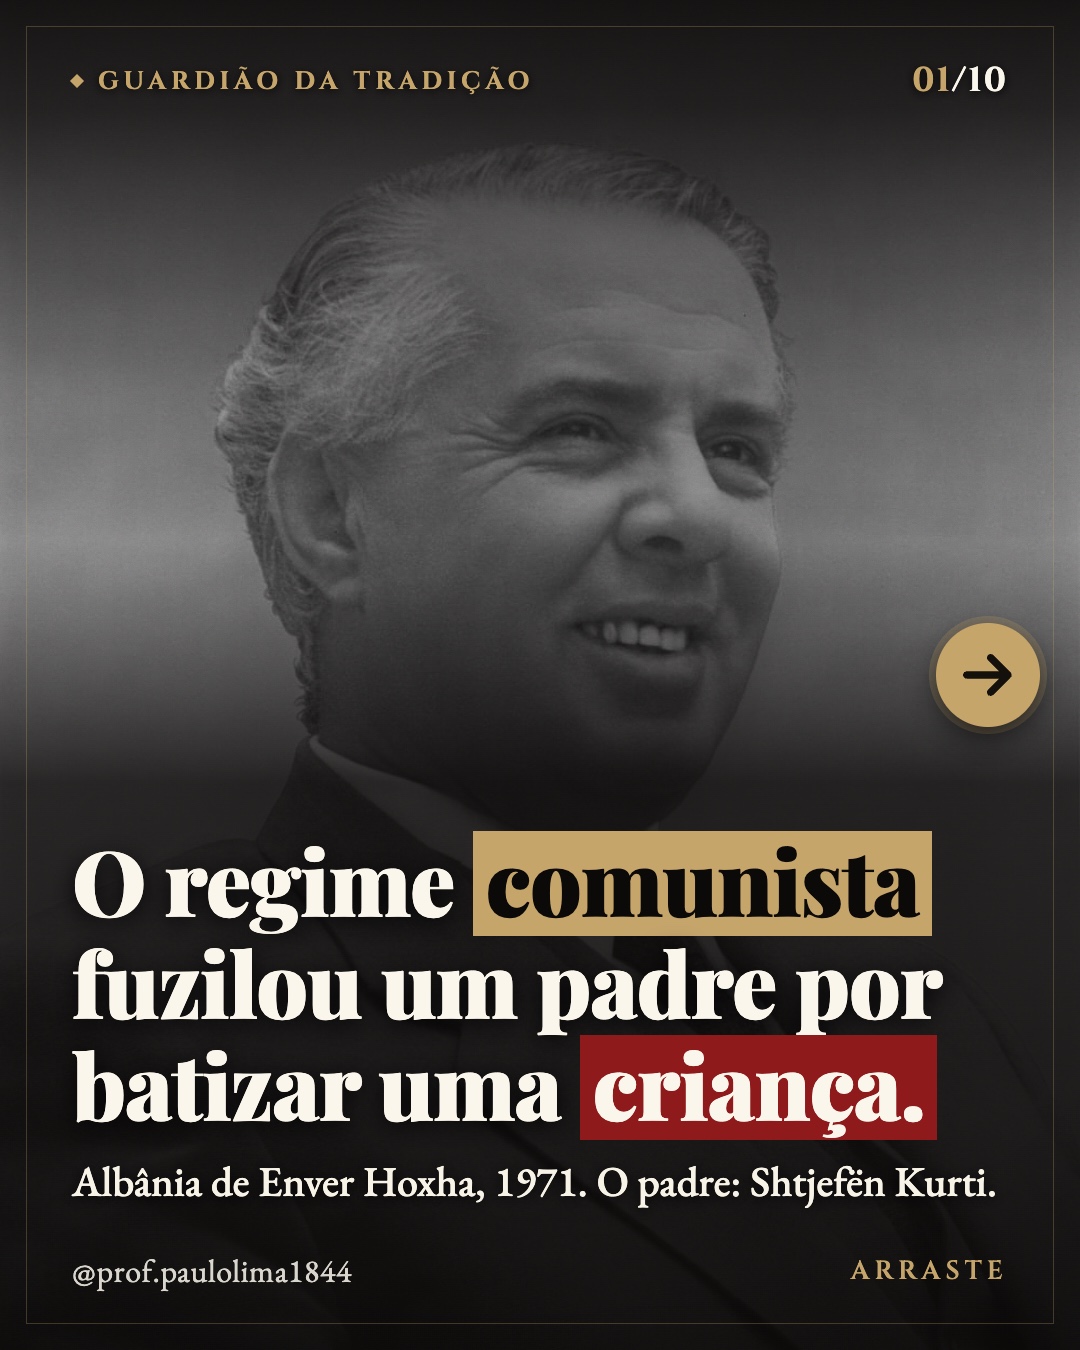 GUARDIÃO DA TRADIÇÃO
01/10
O regime comunista
fuzilou um padre por
batizar uma criança.
Albânia de Enver Hoxha, 1971. O padre: Shtjefën Kurti.
@prof.paulolima1844
ARRASTE